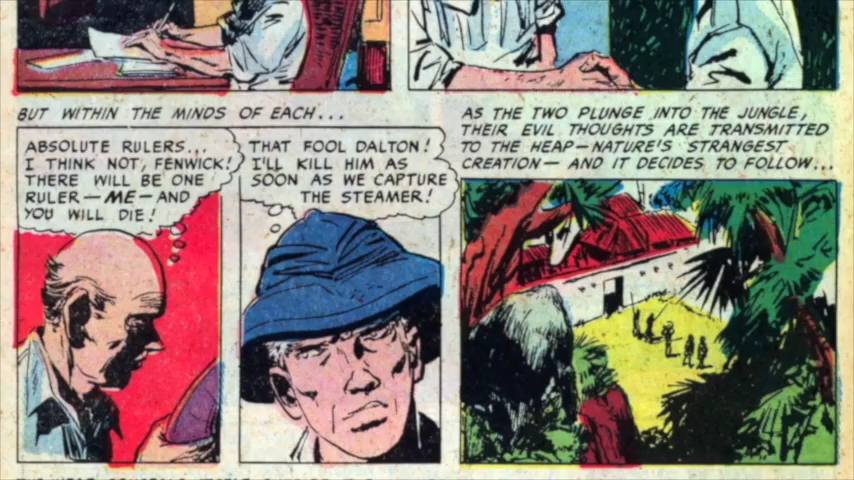 BUT WITHIN THE MINDS OF EACH...
ABSOLUTE RULERS...
I THINK NOT, FENWICK!
THERE WILL BE ONE
RULER—ME—AND
YOU WILL DIE!
THAT FOOL DALTON!
I'LL KILL HIM AS
SOON AS WE CAPTURE
THE STEAMER!
AS THE TWO PLUNGE INTO THE JUNGLE,
THEIR EVIL THOUGHTS ARE TRANSMITTED
TO THE HEAP—NATURE'S STRANGEST
CREATION— AND IT DECIDES TO FOLLOW...